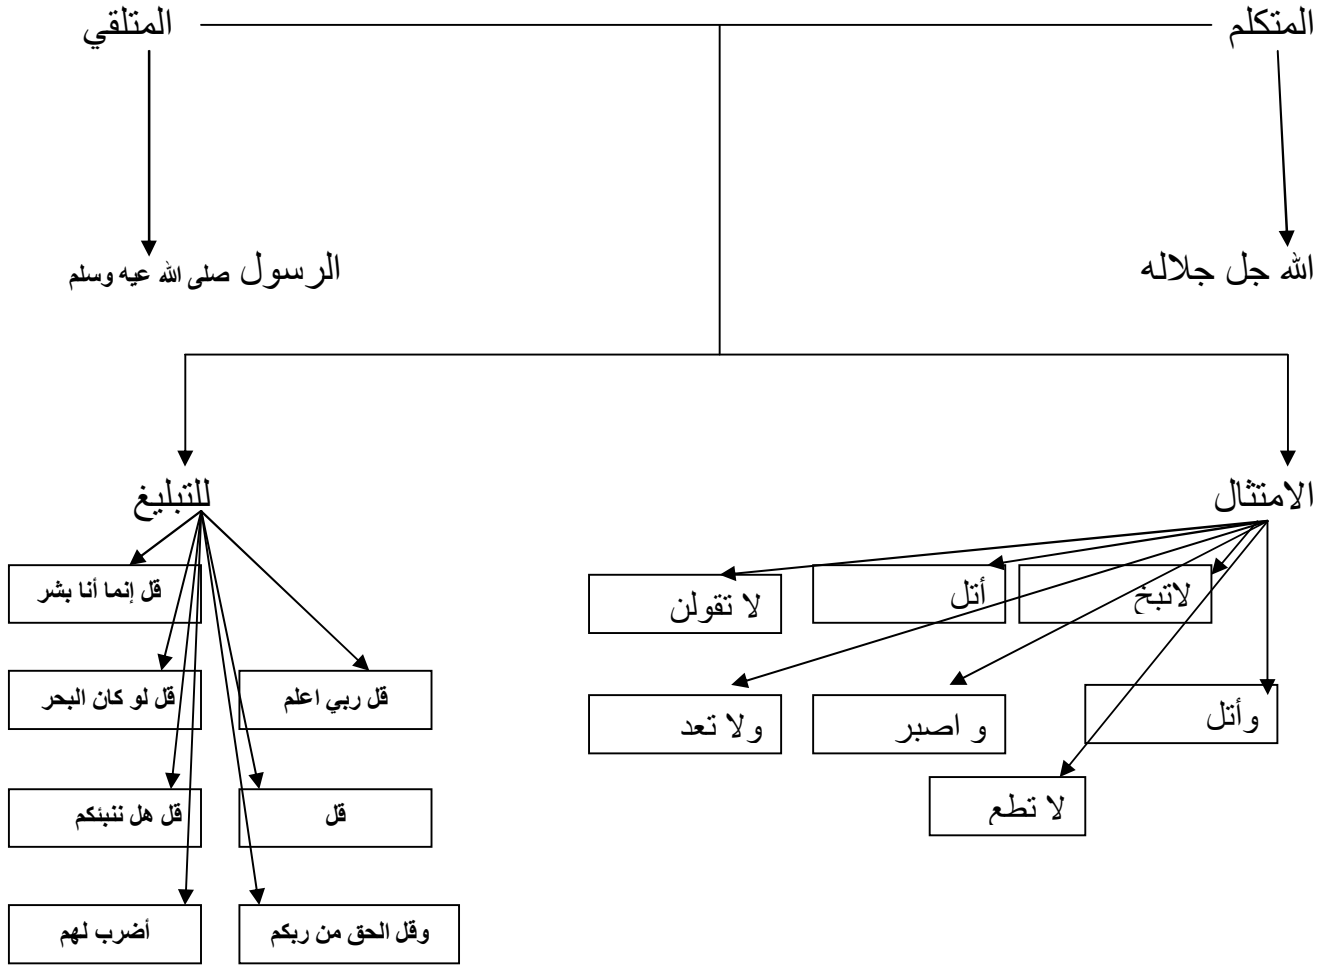 المتكلم المتلقي
الله جل جلاله الرسول صلى الله عيه وسلم
الامتثال للتبليغ
لاتبخ أتل لا تقولن
وأتل و اصبر ولا تعد
لا تطع
قل إنما أنا بشر
قل ربي اعلم قل لو كان البحر
قل قل هل ننبئكم
وقل الحق من ربكم أضرب لهم